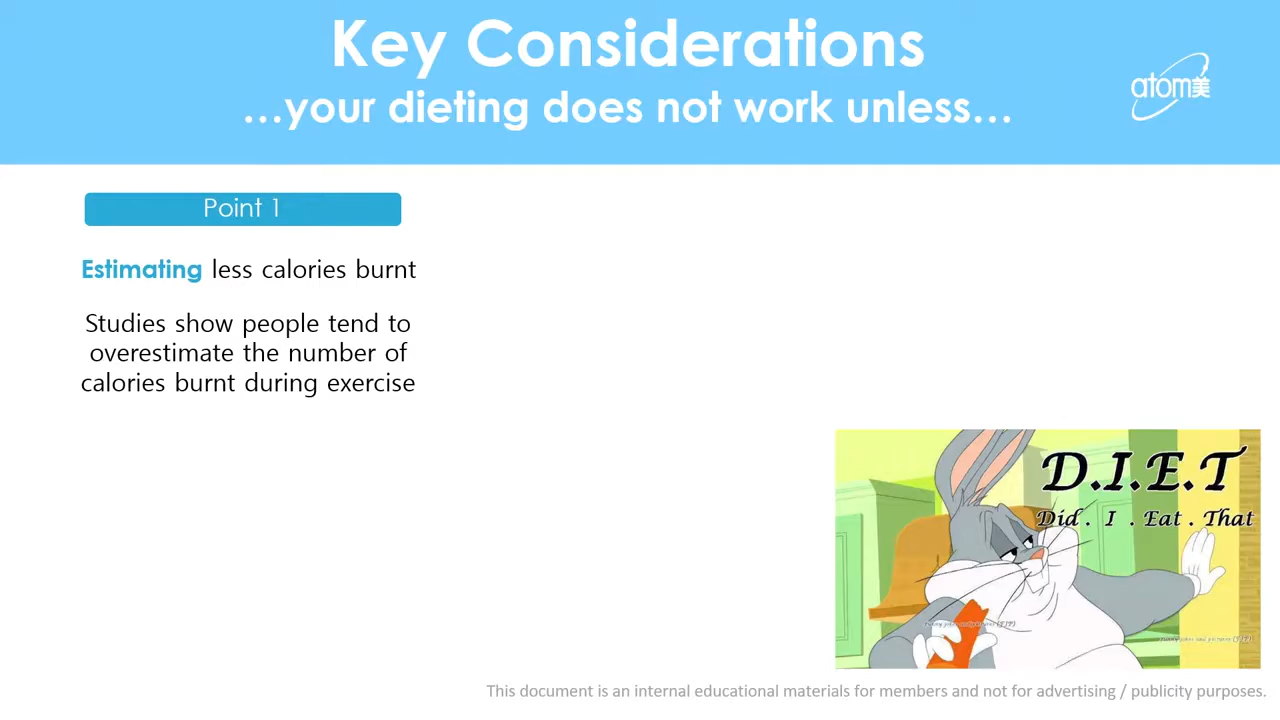 Key Considerations
...your dieting does not work unless...
atom美
Point 1
Estimating less calories burnt
Studies show people tend to
overestimate the number of
calories burnt during exercise
D.I.E.T
Did . I . Eat . That
This document is an internal educational materials for members and not for advertising / publicity purposes.